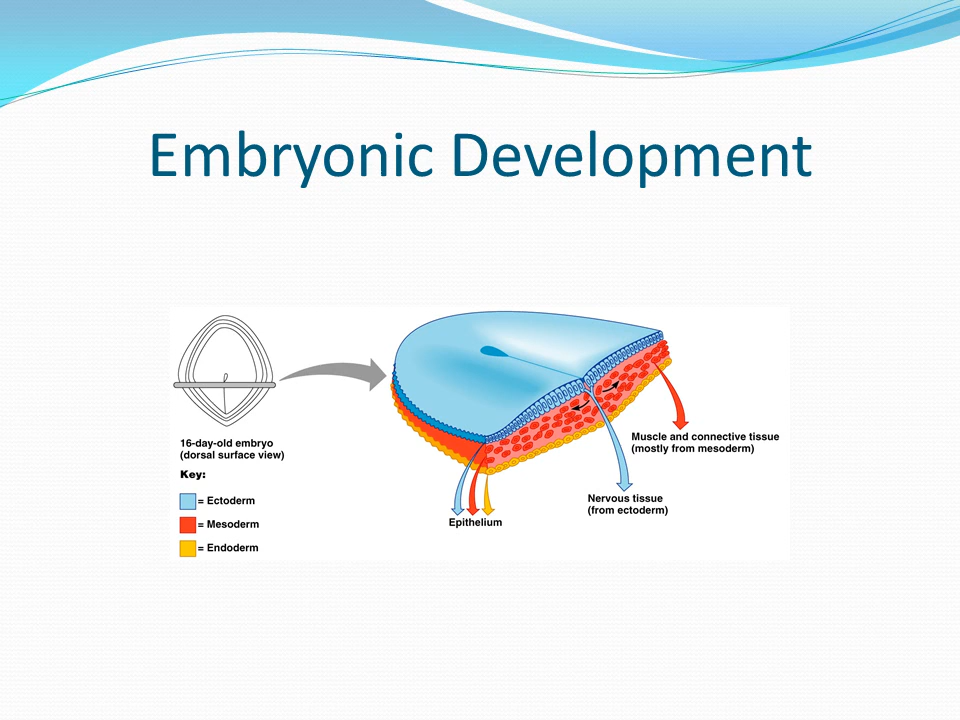 Embryonic Development
16-day-old embryo
(dorsal surface view)
Key:
= Ectoderm
= Mesoderm
= Endoderm
Epithelium
Nervous tissue
(from ectoderm)
Muscle and connective tissue
(mostly from mesoderm)